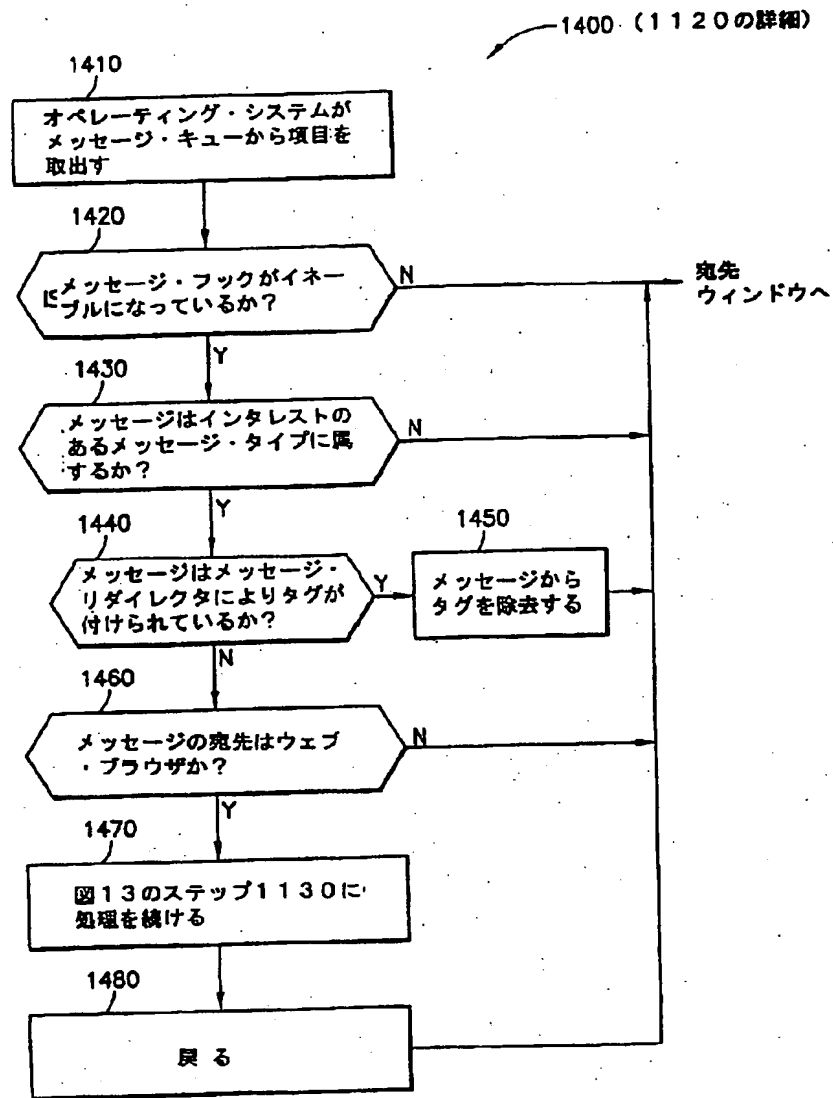 1400 (1120の詳細)
1410
オペレーティング・システムが
メッセージ・キューから項目を
取出す
1420
メッセージ・フックがイネー
ブルになっているか?
N
宛先
ウィンドウへ
Y
1430
メッセージはインタレストの
あるメッセージ・タイプに属
するか?
N
Y
1440
メッセージはメッセージ・
リダイレクタによりタグが
付けられているか?
Y
1450
メッセージから
タグを除去する
N
1460
メッセージの宛先はウェブ
・ブラウザか?
N
Y
1470
図13のステップ1130に
処理を続ける
1480
戻る